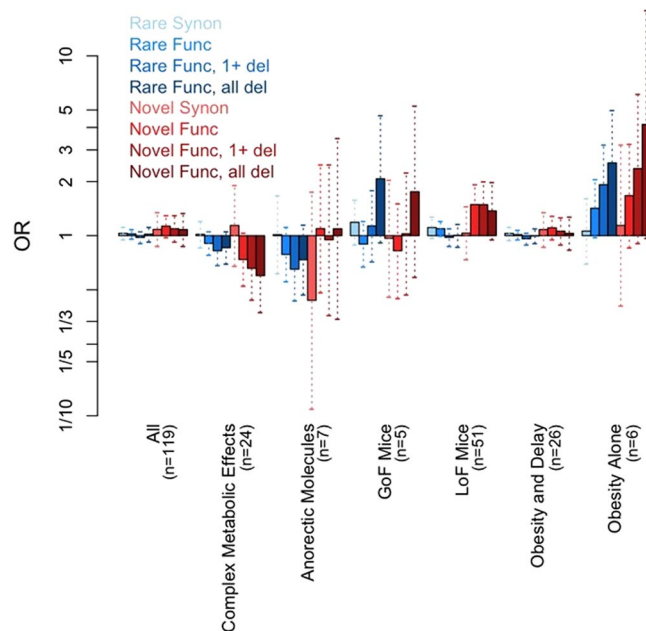 Rare Synon
Rare Func
Rare Func, 1+ del
Rare Func, all del
Novel Synon
Novel Func
Novel Func, 1+ del
Novel Func, all del
OR
10
5
3
2
1
1/3
1/5
1/10
All
(n=119)
Complex Metabolic Effects
(n=24)
Anorectic Molecules
(n=7)
GoF Mice
(n=5)
LoF Mice
(n=51)
Obesity and Delay
(n=26)
Obesity Alone
(n=6)